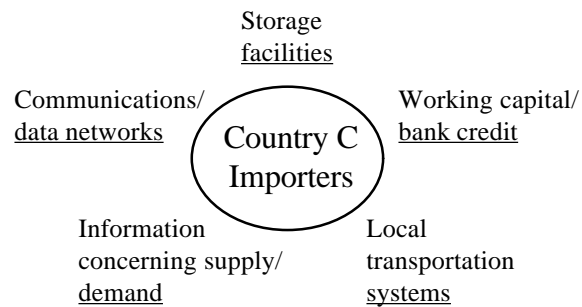 Storage
facilities
Communications/
data networks
Working capital/
bank credit
Country C
Importers
Information
concerning supply/
demand
Local
transportation
systems